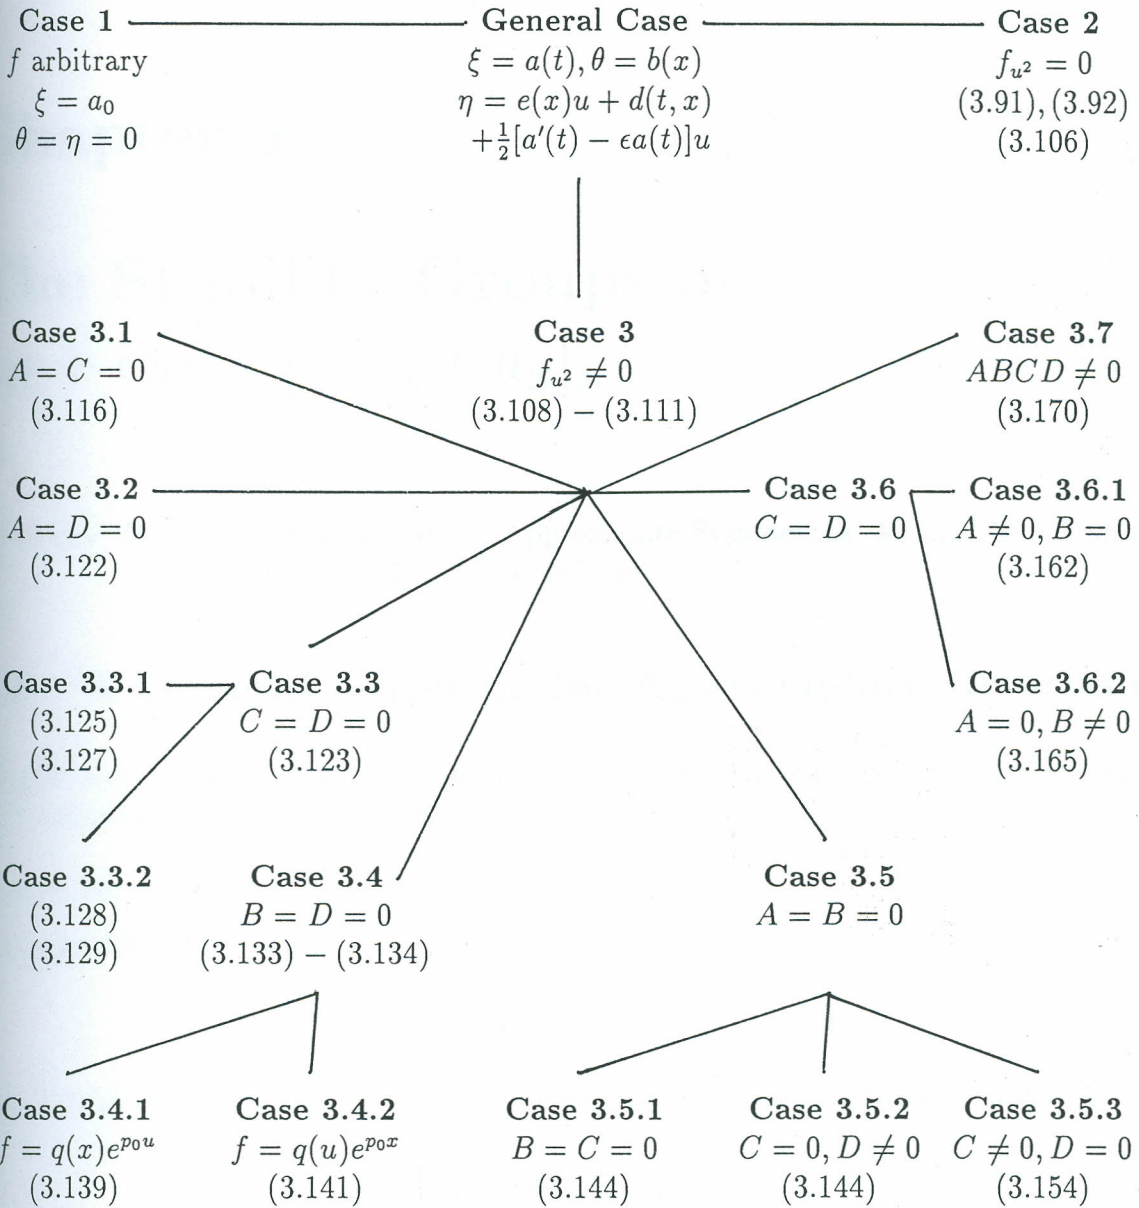 Case 1
f arbitrary
ξ = a₀
θ = η = 0
General Case
ξ = a(t), θ = b(x)
η = e(x)u + d(t, x)
+½[a′(t) − ϵa(t)]u
Case 2
f_{u²} = 0
(3.91), (3.92)
(3.106)
Case 3.1
A = C = 0
(3.116)
Case 3
f_{u²} ≠ 0
(3.108) − (3.111)
Case 3.7
ABCD ≠ 0
(3.170)
Case 3.2
A = D = 0
(3.122)
Case 3.6
C = D = 0
Case 3.6.1
A ≠ 0, B = 0
(3.162)
Case 3.3.1
(3.125)
(3.127)
Case 3.3
C = D = 0
(3.123)
Case 3.6.2
A = 0, B ≠ 0
(3.165)
Case 3.3.2
(3.128)
(3.129)
Case 3.4
B = D = 0
(3.133) − (3.134)
Case 3.5
A = B = 0
Case 3.4.1
f = q(x)e^{p₀u}
(3.139)
Case 3.4.2
f = q(u)e^{p₀x}
(3.141)
Case 3.5.1
B = C = 0
(3.144)
Case 3.5.2
C = 0, D ≠ 0
(3.144)
Case 3.5.3
C ≠ 0, D = 0
(3.154)